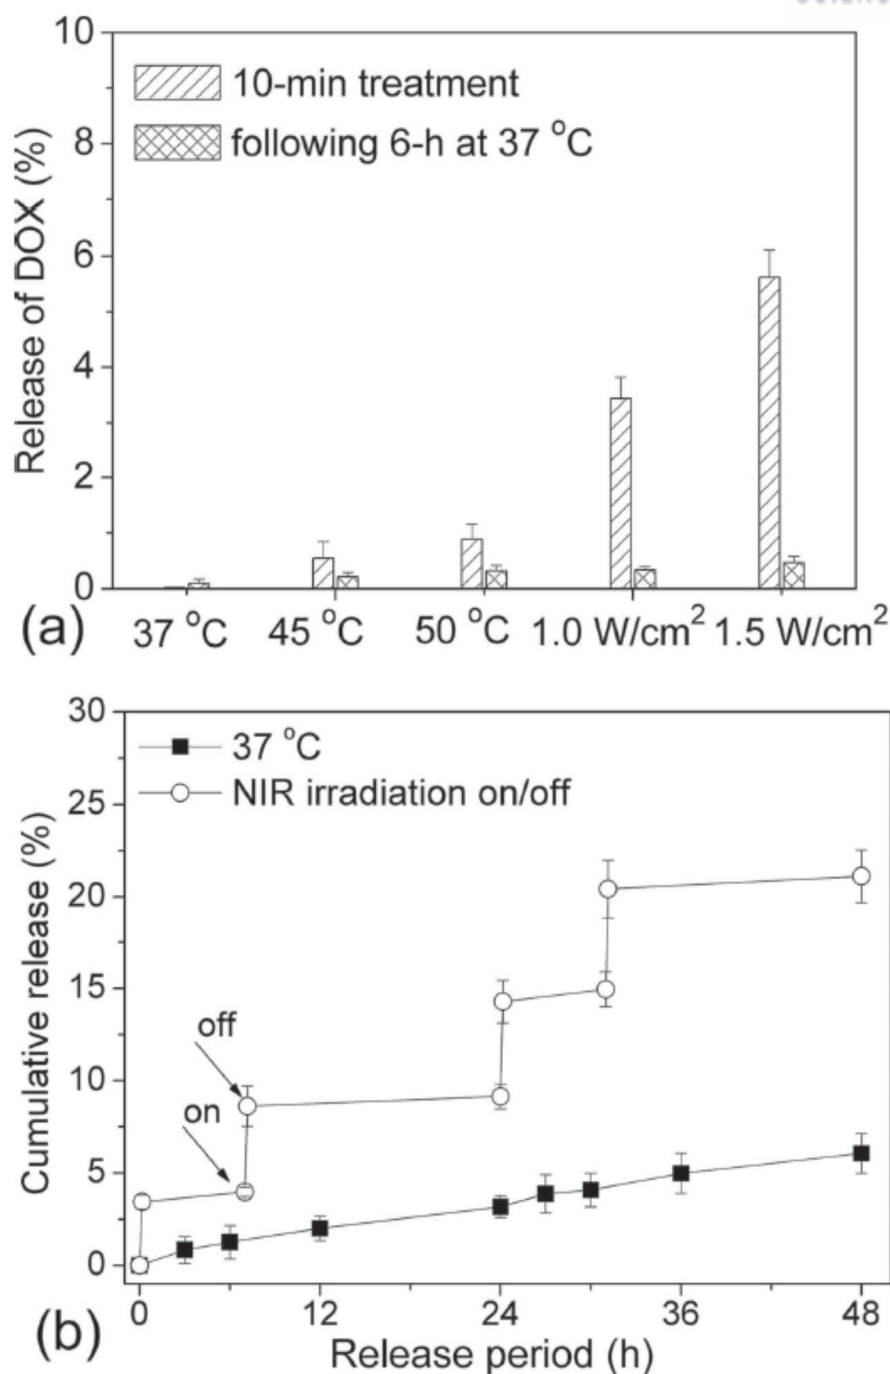 10
8
6
4
2
0
Release of DOX (%)
10-min treatment
following 6-h at 37 °C
37 °C
45 °C
50 °C
1.0 W/cm²
1.5 W/cm²
(a)
30
25
20
15
10
5
0
Cumulative release (%)
37 °C
NIR irradiation on/off
off
on
0
12
24
36
48
Release period (h)
(b)